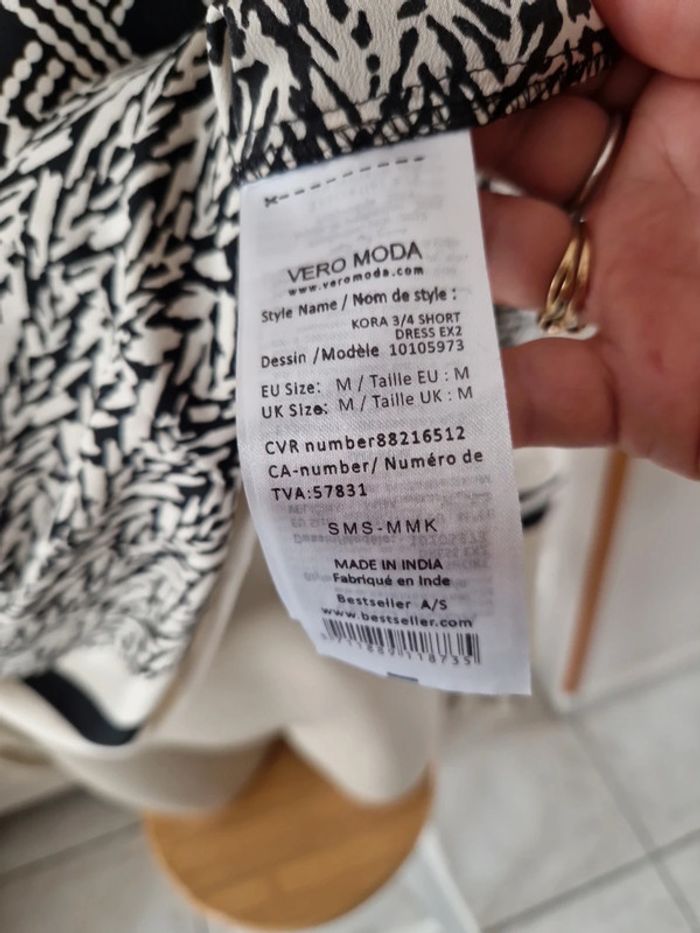 VERO MODA
www.veromoda.com
Style Name / Nom de style :
KORA 3/4 SHORT
DRESS EX2
Dessin /Modèle 10105973
EU Size: M / Taille EU : M
UK Size: M / Taille UK : M
CVR number88216512
CA-number/ Numéro de
TVA:57831
SMS-MMK
MADE IN INDIA
Fabriqué en Inde
Bestseller A/S
www.bestseller.com